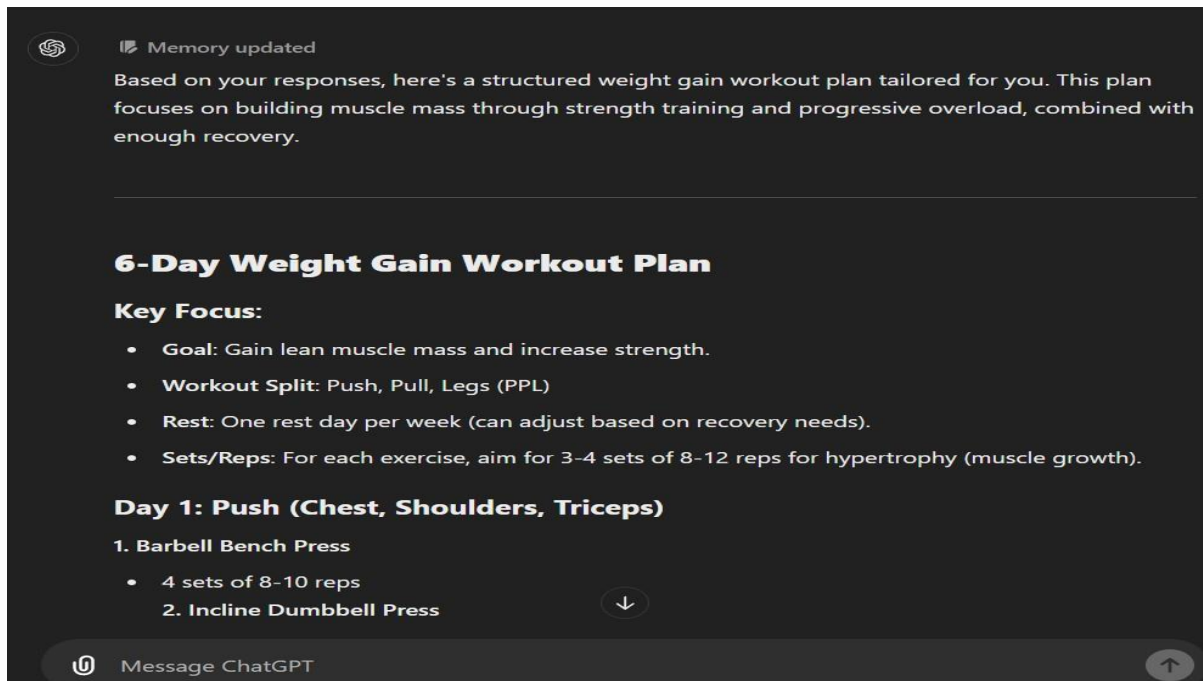 Memory updated
Based on your responses, here's a structured weight gain workout plan tailored for you. This plan
focuses on building muscle mass through strength training and progressive overload, combined with
enough recovery.
6-Day Weight Gain Workout Plan
Key Focus:
• Goal: Gain lean muscle mass and increase strength.
• Workout Split: Push, Pull, Legs (PPL)
• Rest: One rest day per week (can adjust based on recovery needs).
• Sets/Reps: For each exercise, aim for 3-4 sets of 8-12 reps for hypertrophy (muscle growth).
Day 1: Push (Chest, Shoulders, Triceps)
1. Barbell Bench Press
• 4 sets of 8-10 reps
2. Incline Dumbbell Press
Message ChatGPT